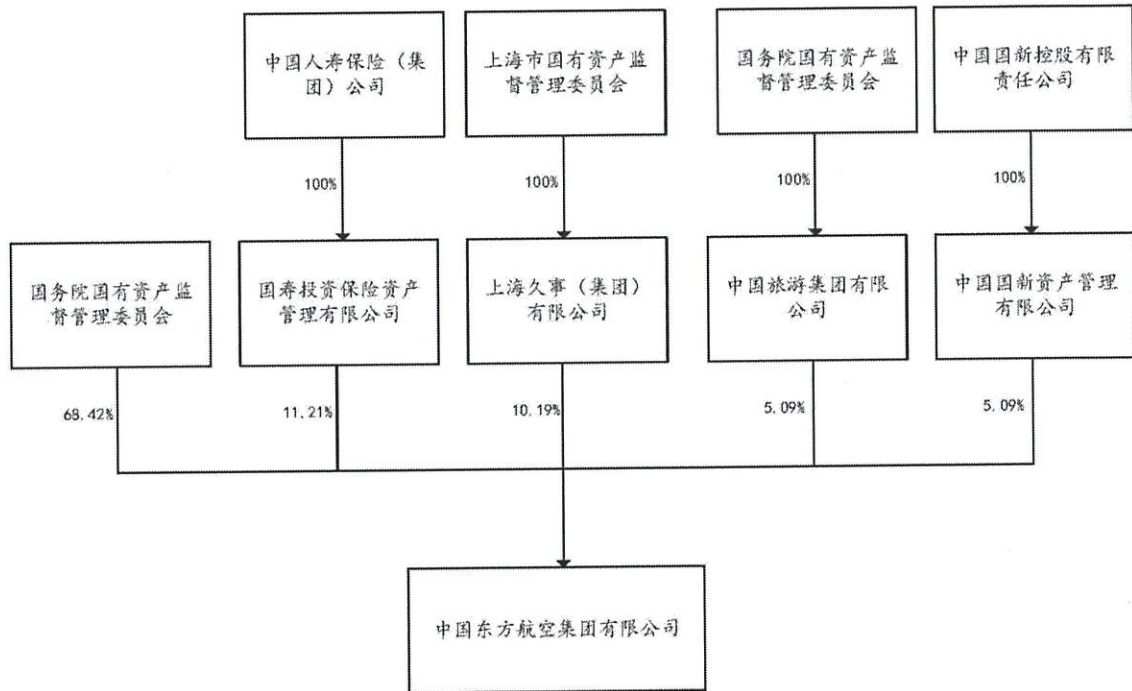 中国人寿保险（集
团）公司
上海市国有资产监
督管理委员会
国务院国有资产监
督管理委员会
中国国新控股有限
责任公司
100%
100%
100%
100%
国务院国有资产监
督管理委员会
国寿投资保险资产
管理有限公司
上海久事（集团）
有限公司
中国旅游集团有限
公司
中国国新资产管理
有限公司
68.42%
11.21%
10.19%
5.09%
5.09%
中国东方航空集团有限公司